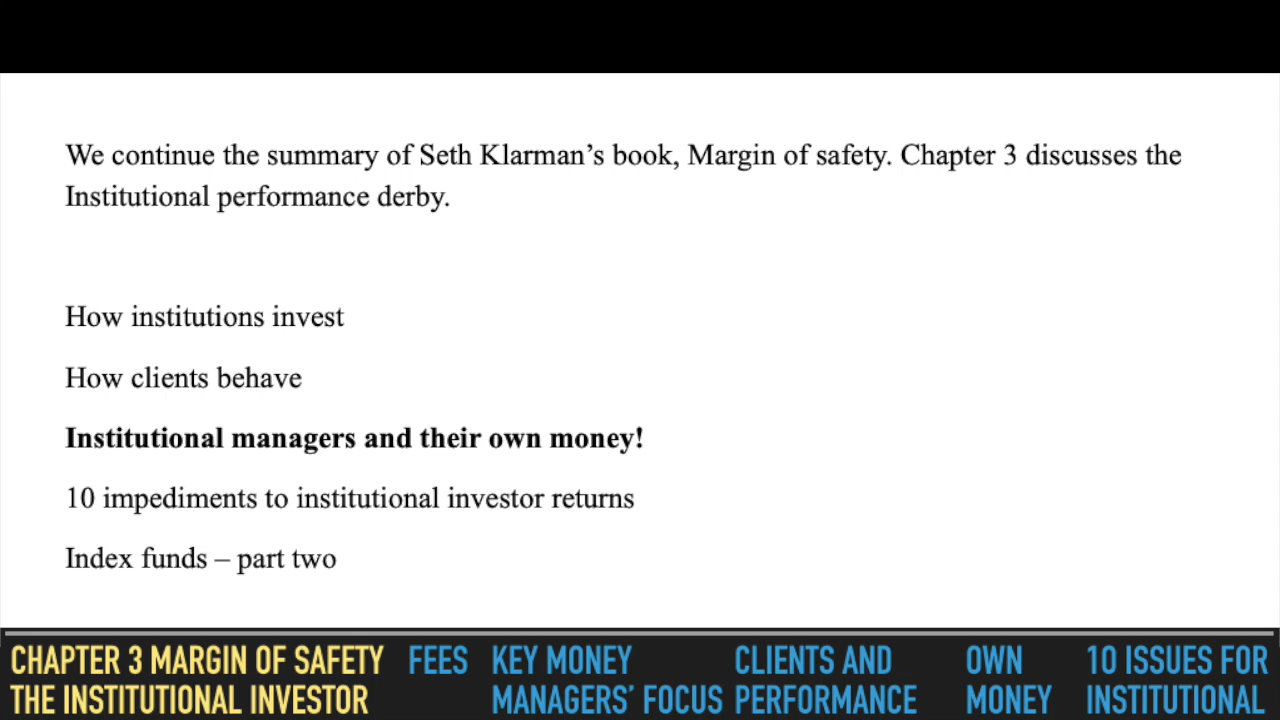 We continue the summary of Seth Klarman’s book, Margin of safety. Chapter 3 discusses the
Institutional performance derby.
How institutions invest
How clients behave
Institutional managers and their own money!
10 impediments to institutional investor returns
Index funds – part two
CHAPTER 3 MARGIN OF SAFETY
THE INSTITUTIONAL INVESTOR
FEES
KEY MONEY
MANAGERS’ FOCUS
CLIENTS AND
PERFORMANCE
OWN
MONEY
10 ISSUES FOR
INSTITUTIONAL